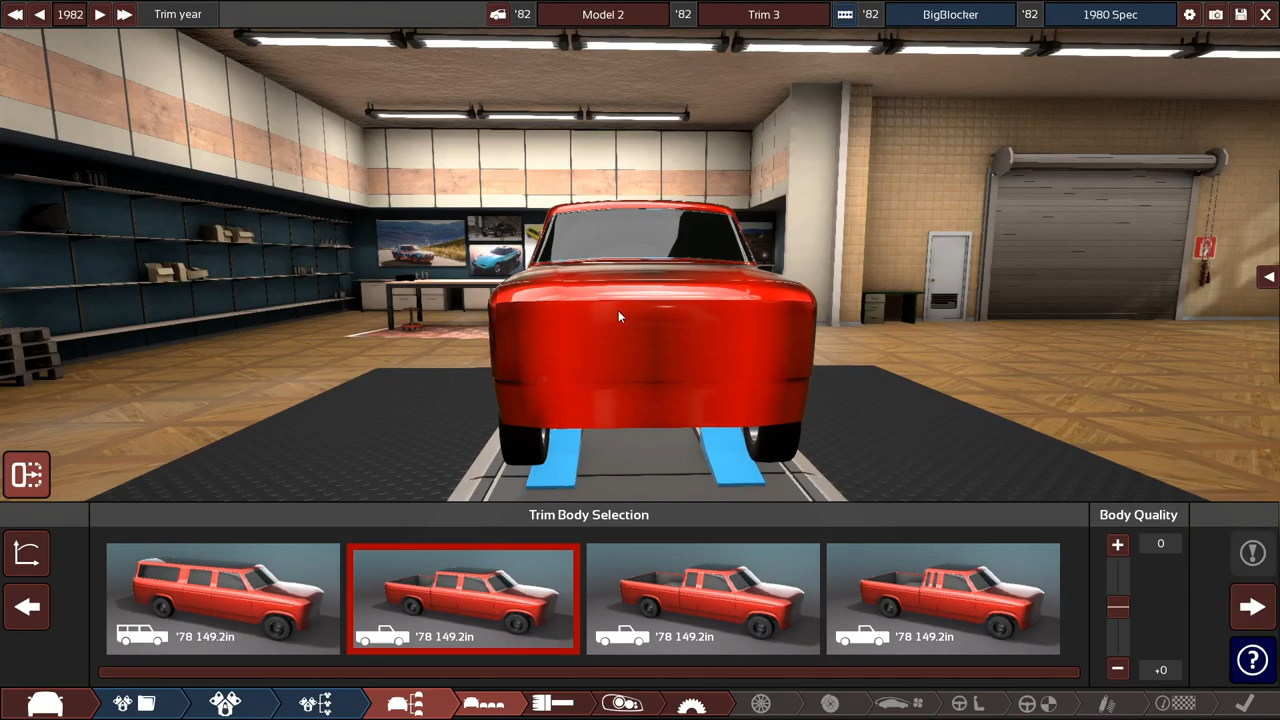 1982 Trim year '82 Model 2 '82 Trim 3 '82 BigBlocker '82 1980 Spec
Trim Body Selection
Body Quality
'78 149.2in
'78 149.2in
'78 149.2in
'78 149.2in
+ 0
- +0
?